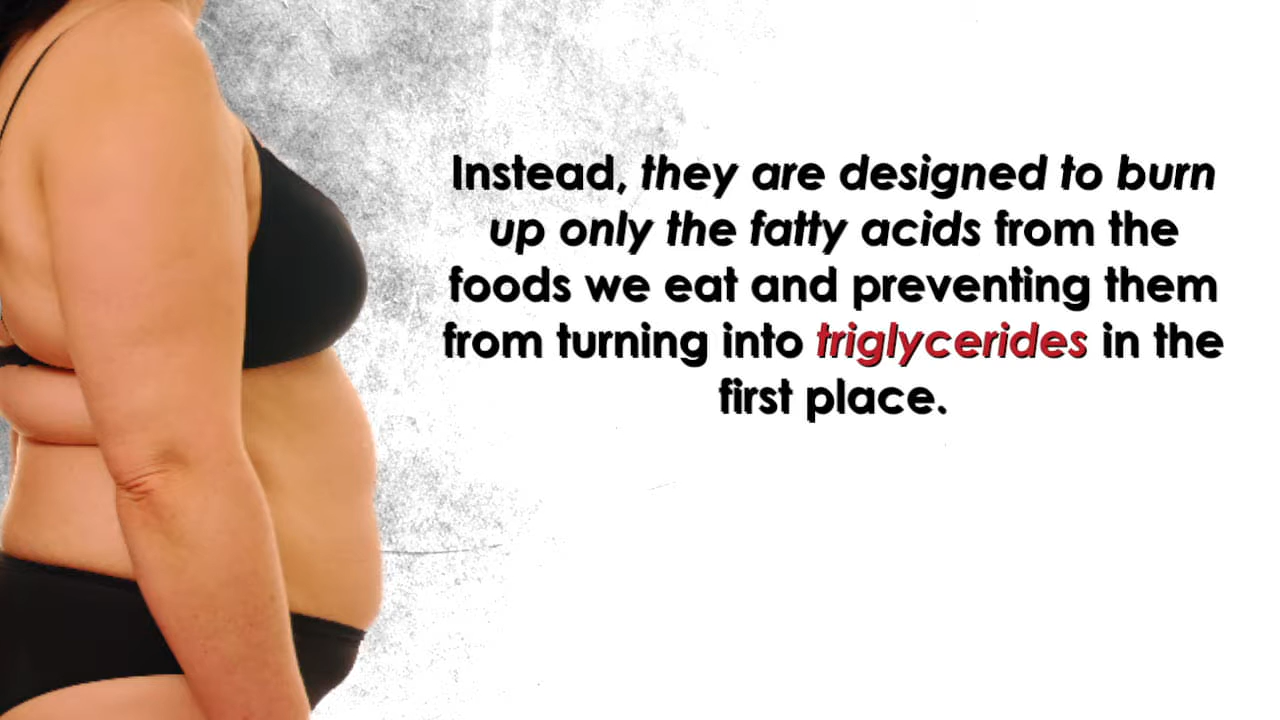 Instead, they are designed to burn
up only the fatty acids from the
foods we eat and preventing them
from turning into triglycerides in the
first place.